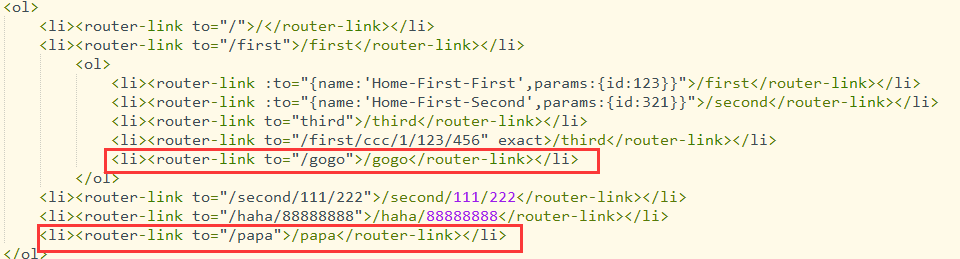 <ol>
<li><router-link to="/">/</router-link></li>
<li><router-link to="/first">/first</router-link></li>
<ol>
<li><router-link :to="{name:'Home-First-First',params:{id:123}}">/first</router-link></li>
<li><router-link :to="{name:'Home-First-Second',params:{id:321}}">/second</router-link></li>
<li><router-link to="third">/third</router-link></li>
<li><router-link to="/first/ccc/1/123/456" exact>/third</router-link></li>
<li><router-link to="/gogo">/gogo</router-link></li>
</ol>
<li><router-link to="/second/111/222">/second/111/222</router-link></li>
<li><router-link to="/haha/88888888">/haha/88888888</router-link></li>
<li><router-link to="/papa">/papa</router-link></li>
</ol>